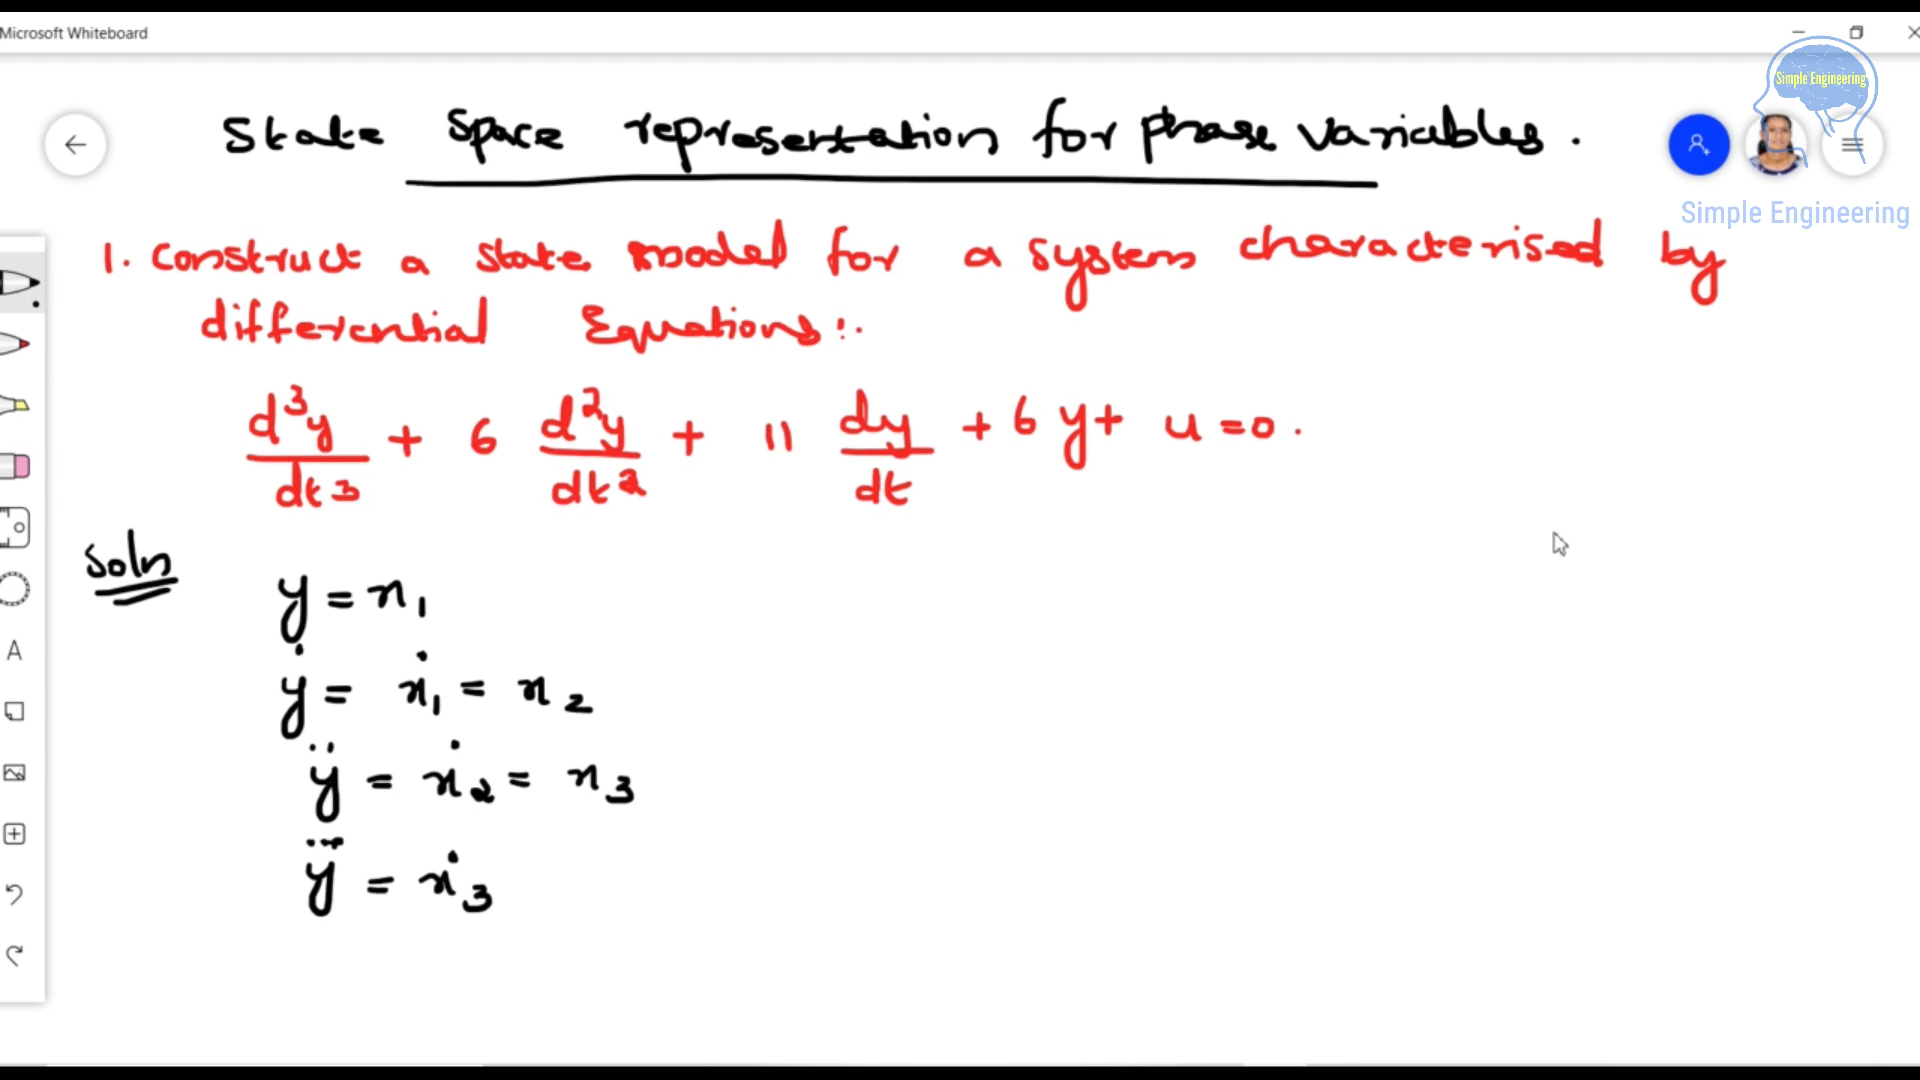 Microsoft Whiteboard
Simple Engineering
State Space representation for phase variables.
Simple Engineering
1. Construct a state model for a system characterised by
differential Equations:.
d³y/dt³ + 6 d²y/dt² + 11 dy/dt + 6 y + u = 0.
Soln
y = x₁
ẏ = ẋ₁ = x₂
ÿ = ẋ₂ = x₃
y⃛ = ẋ₃
A